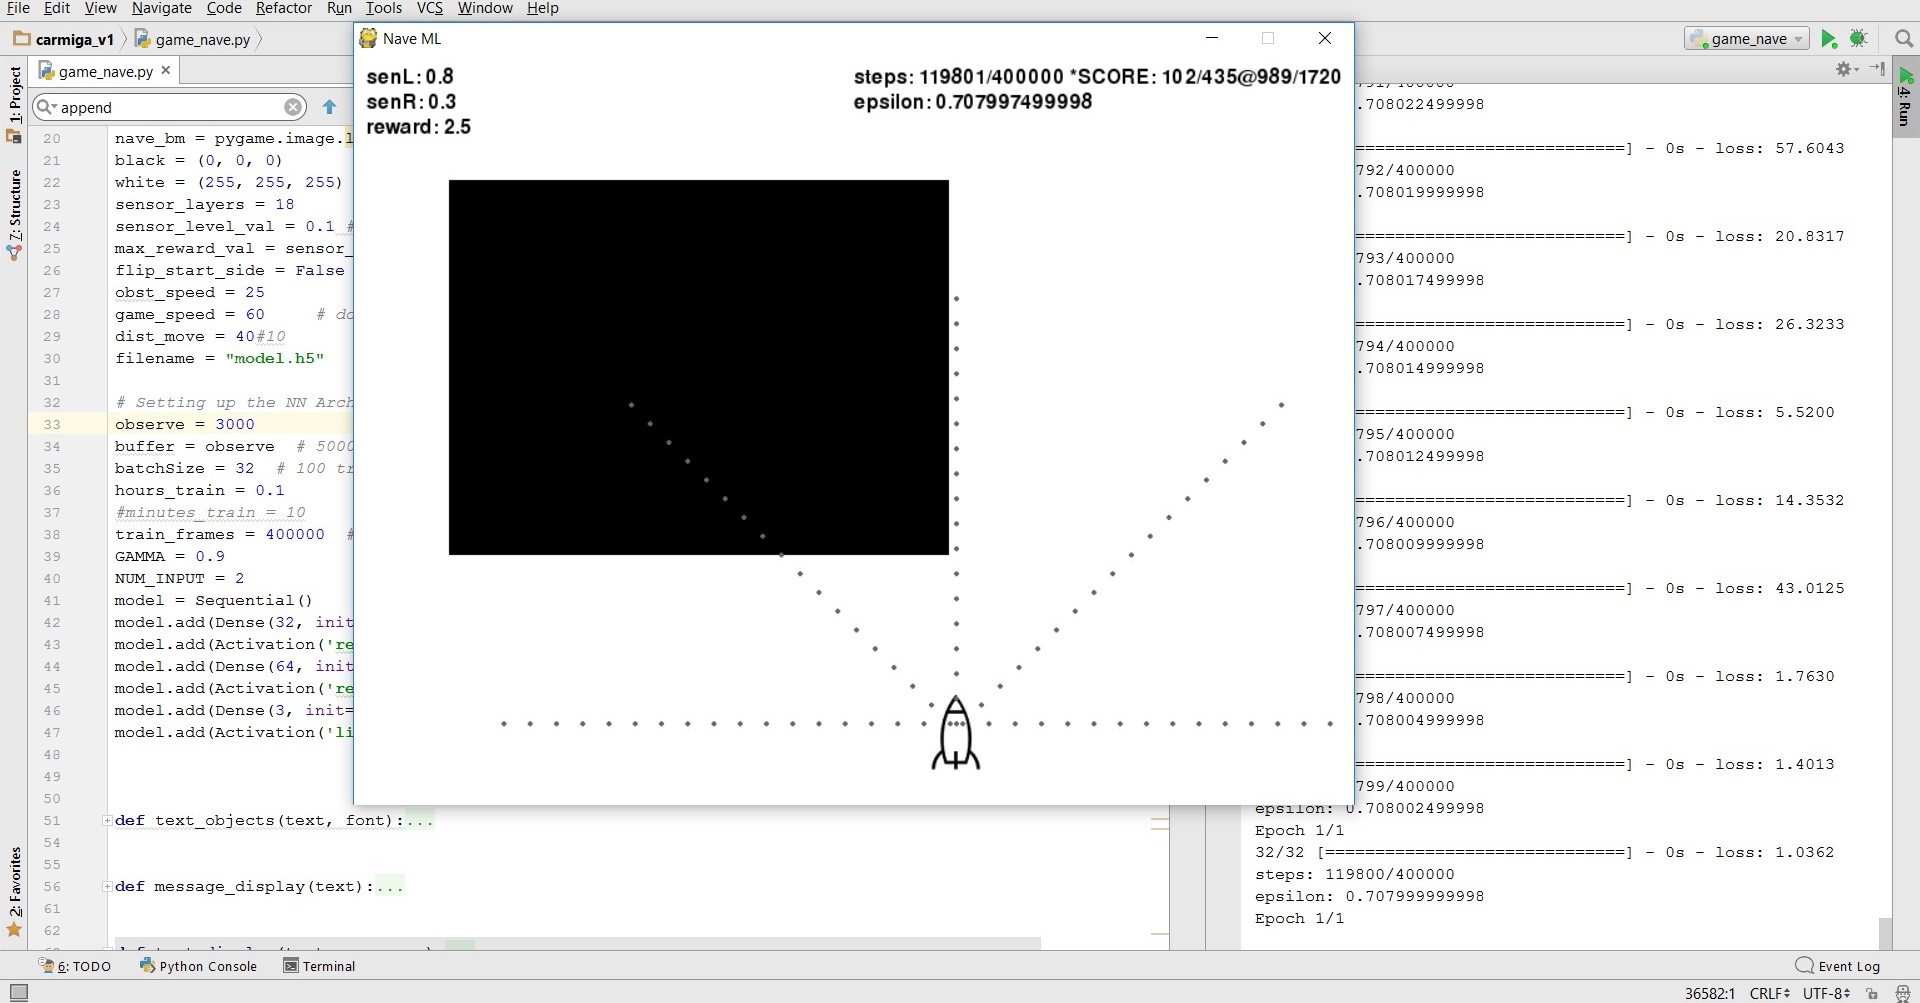 File Edit View Navigate Code Refactor Run Tools VCS Window Help
carmiga_v1 game_nave.py
game_nave
Nave ML
game_nave.py
append
1: Project
7: Structure
2: Favorites
4: Run
20 nave_bm = pygame.image.l
21 black = (0, 0, 0)
22 white = (255, 255, 255)
23 sensor_layers = 18
24 sensor_level_val = 0.1 #
25 max_reward_val = sensor_
26 flip_start_side = False
27 obst_speed = 25
28 game_speed = 60 # do
29 dist_move = 40#10
30 filename = "model.h5"
31
32 # Setting up the NN Arch
33 observe = 3000
34 buffer = observe # 5000
35 batchSize = 32 # 100 tr
36 hours_train = 0.1
37 #minutes_train = 10
38 train_frames = 400000 #
39 GAMMA = 0.9
40 NUM_INPUT = 2
41 model = Sequential()
42 model.add(Dense(32, init
43 model.add(Activation('re
44 model.add(Dense(64, init
45 model.add(Activation('re
46 model.add(Dense(3, init=
47 model.add(Activation('li
48
49
50
51 def text_objects(text, font):...
54
55
56 def message_display(text):...
61
62
senL: 0.8
senR: 0.3
reward: 2.5
steps: 119801/400000 *SCORE: 102/435@989/1720
epsilon: 0.707997499998
791/400000
.708022499998
============================] - 0s - loss: 57.6043
792/400000
.708019999998
============================] - 0s - loss: 20.8317
793/400000
.708017499998
============================] - 0s - loss: 26.3233
794/400000
.708014999998
============================] - 0s - loss: 5.5200
795/400000
.708012499998
============================] - 0s - loss: 14.3532
796/400000
.708009999998
============================] - 0s - loss: 43.0125
797/400000
.708007499998
============================] - 0s - loss: 1.7630
798/400000
.708004999998
============================] - 0s - loss: 1.4013
799/400000
epsilon: 0.708002499998
Epoch 1/1
32/32 [==============================] - 0s - loss: 1.0362
steps: 119800/400000
epsilon: 0.707999999998
Epoch 1/1
6: TODO Python Console Terminal
Event Log
36582:1 CRLF UTF-8